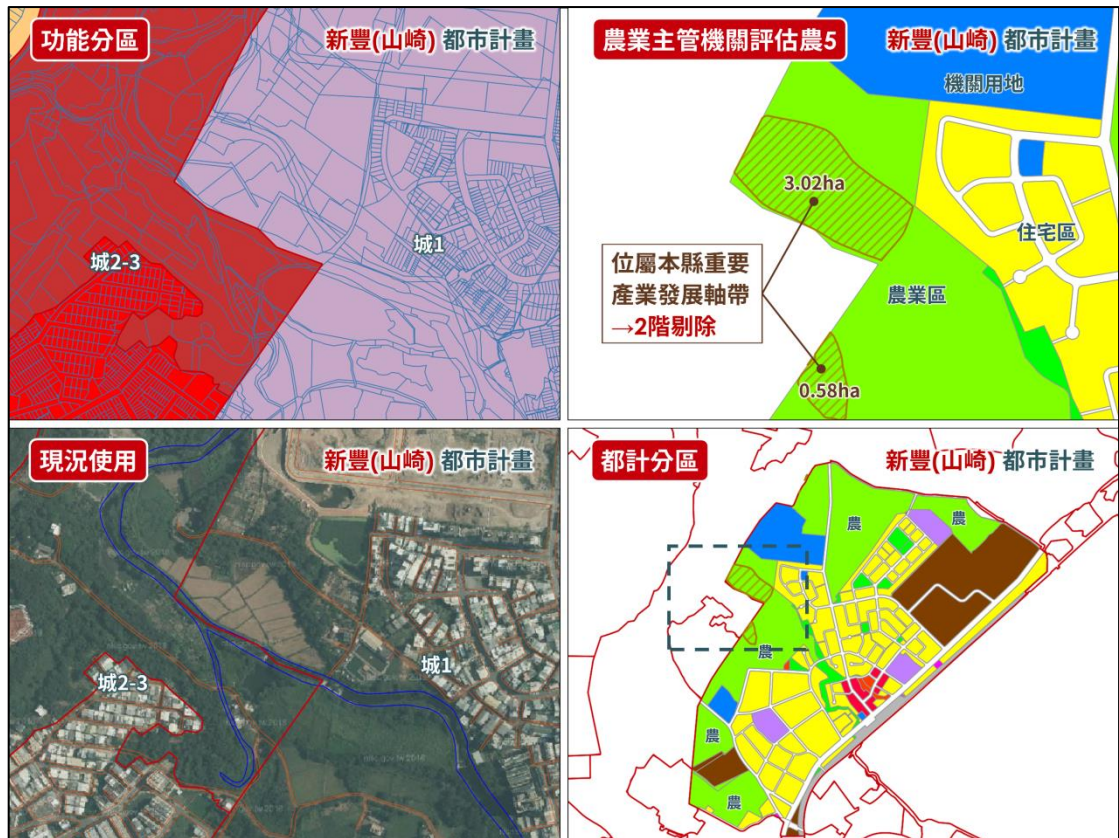 功能分區
新豐(山崎) 都市計畫
城1
城2-3
農業主管機關評估農5
新豐(山崎) 都市計畫
機關用地
3.02ha
住宅區
位屬本縣重要
產業發展軸帶
→2階剔除
農業區
0.58ha
現況使用
新豐(山崎) 都市計畫
城1
城2-3
都計分區
新豐(山崎) 都市計畫
農
農
農
農
農